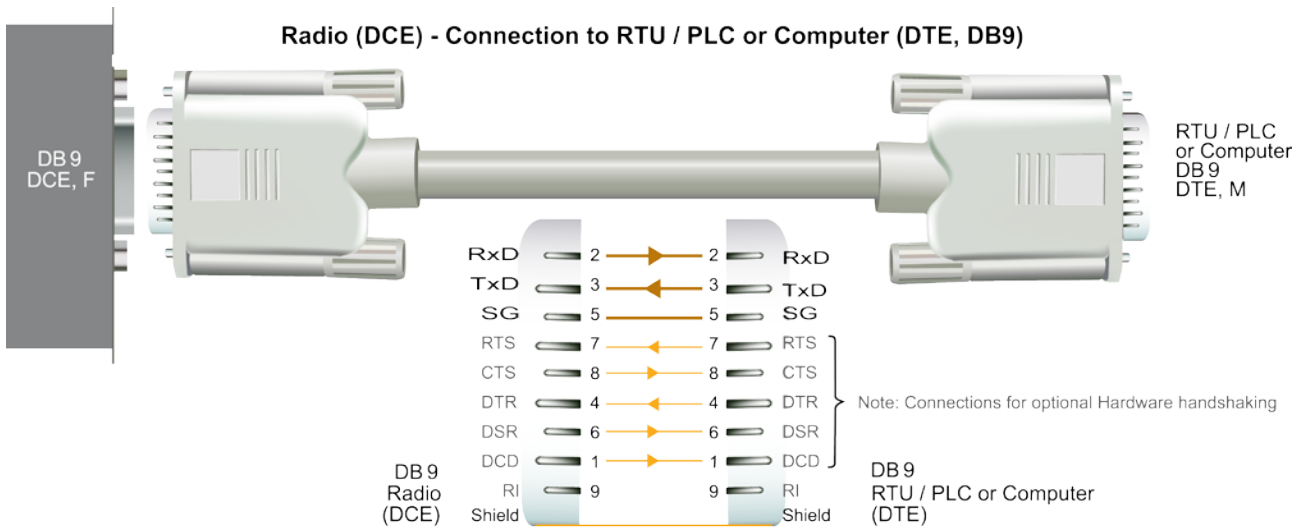 Radio (DCE) - Connection to RTU / PLC or Computer (DTE, DB9)
DB 9
DCE, F
RTU / PLC
or Computer
DB 9
DTE, M
RxD 2 2 RxD
TxD 3 3 TxD
SG 5 5 SG
RTS 7 7 RTS
CTS 8 8 CTS
DTR 4 4 DTR
DSR 6 6 DSR
DCD 1 1 DCD
RI 9 9 RI
Shield Shield
Note: Connections for optional Hardware handshaking
DB 9
Radio
(DCE)
DB 9
RTU / PLC or Computer
(DTE)